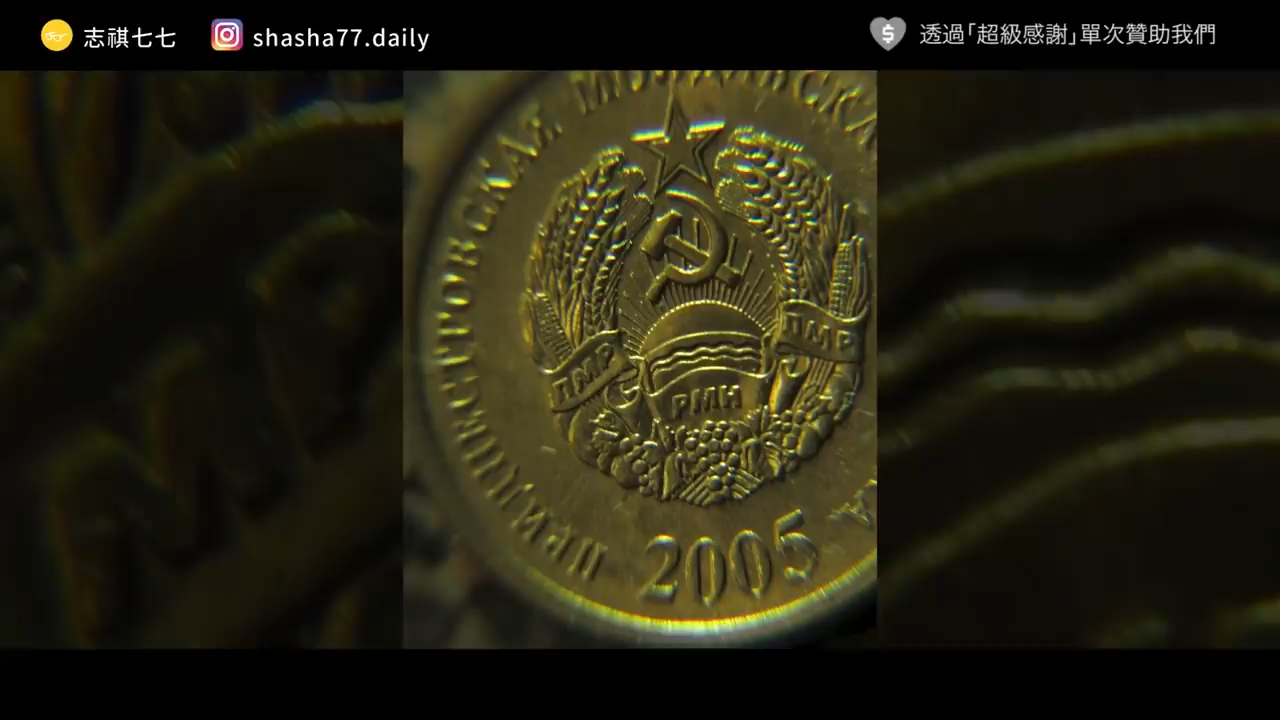 志祺七七 shasha77.daily 透過「超級感謝」單次贊助我們
ПРИДНЕСТРОВСКАЯ МОЛДАВСКА
ПМР
ПМР
РМН
2005